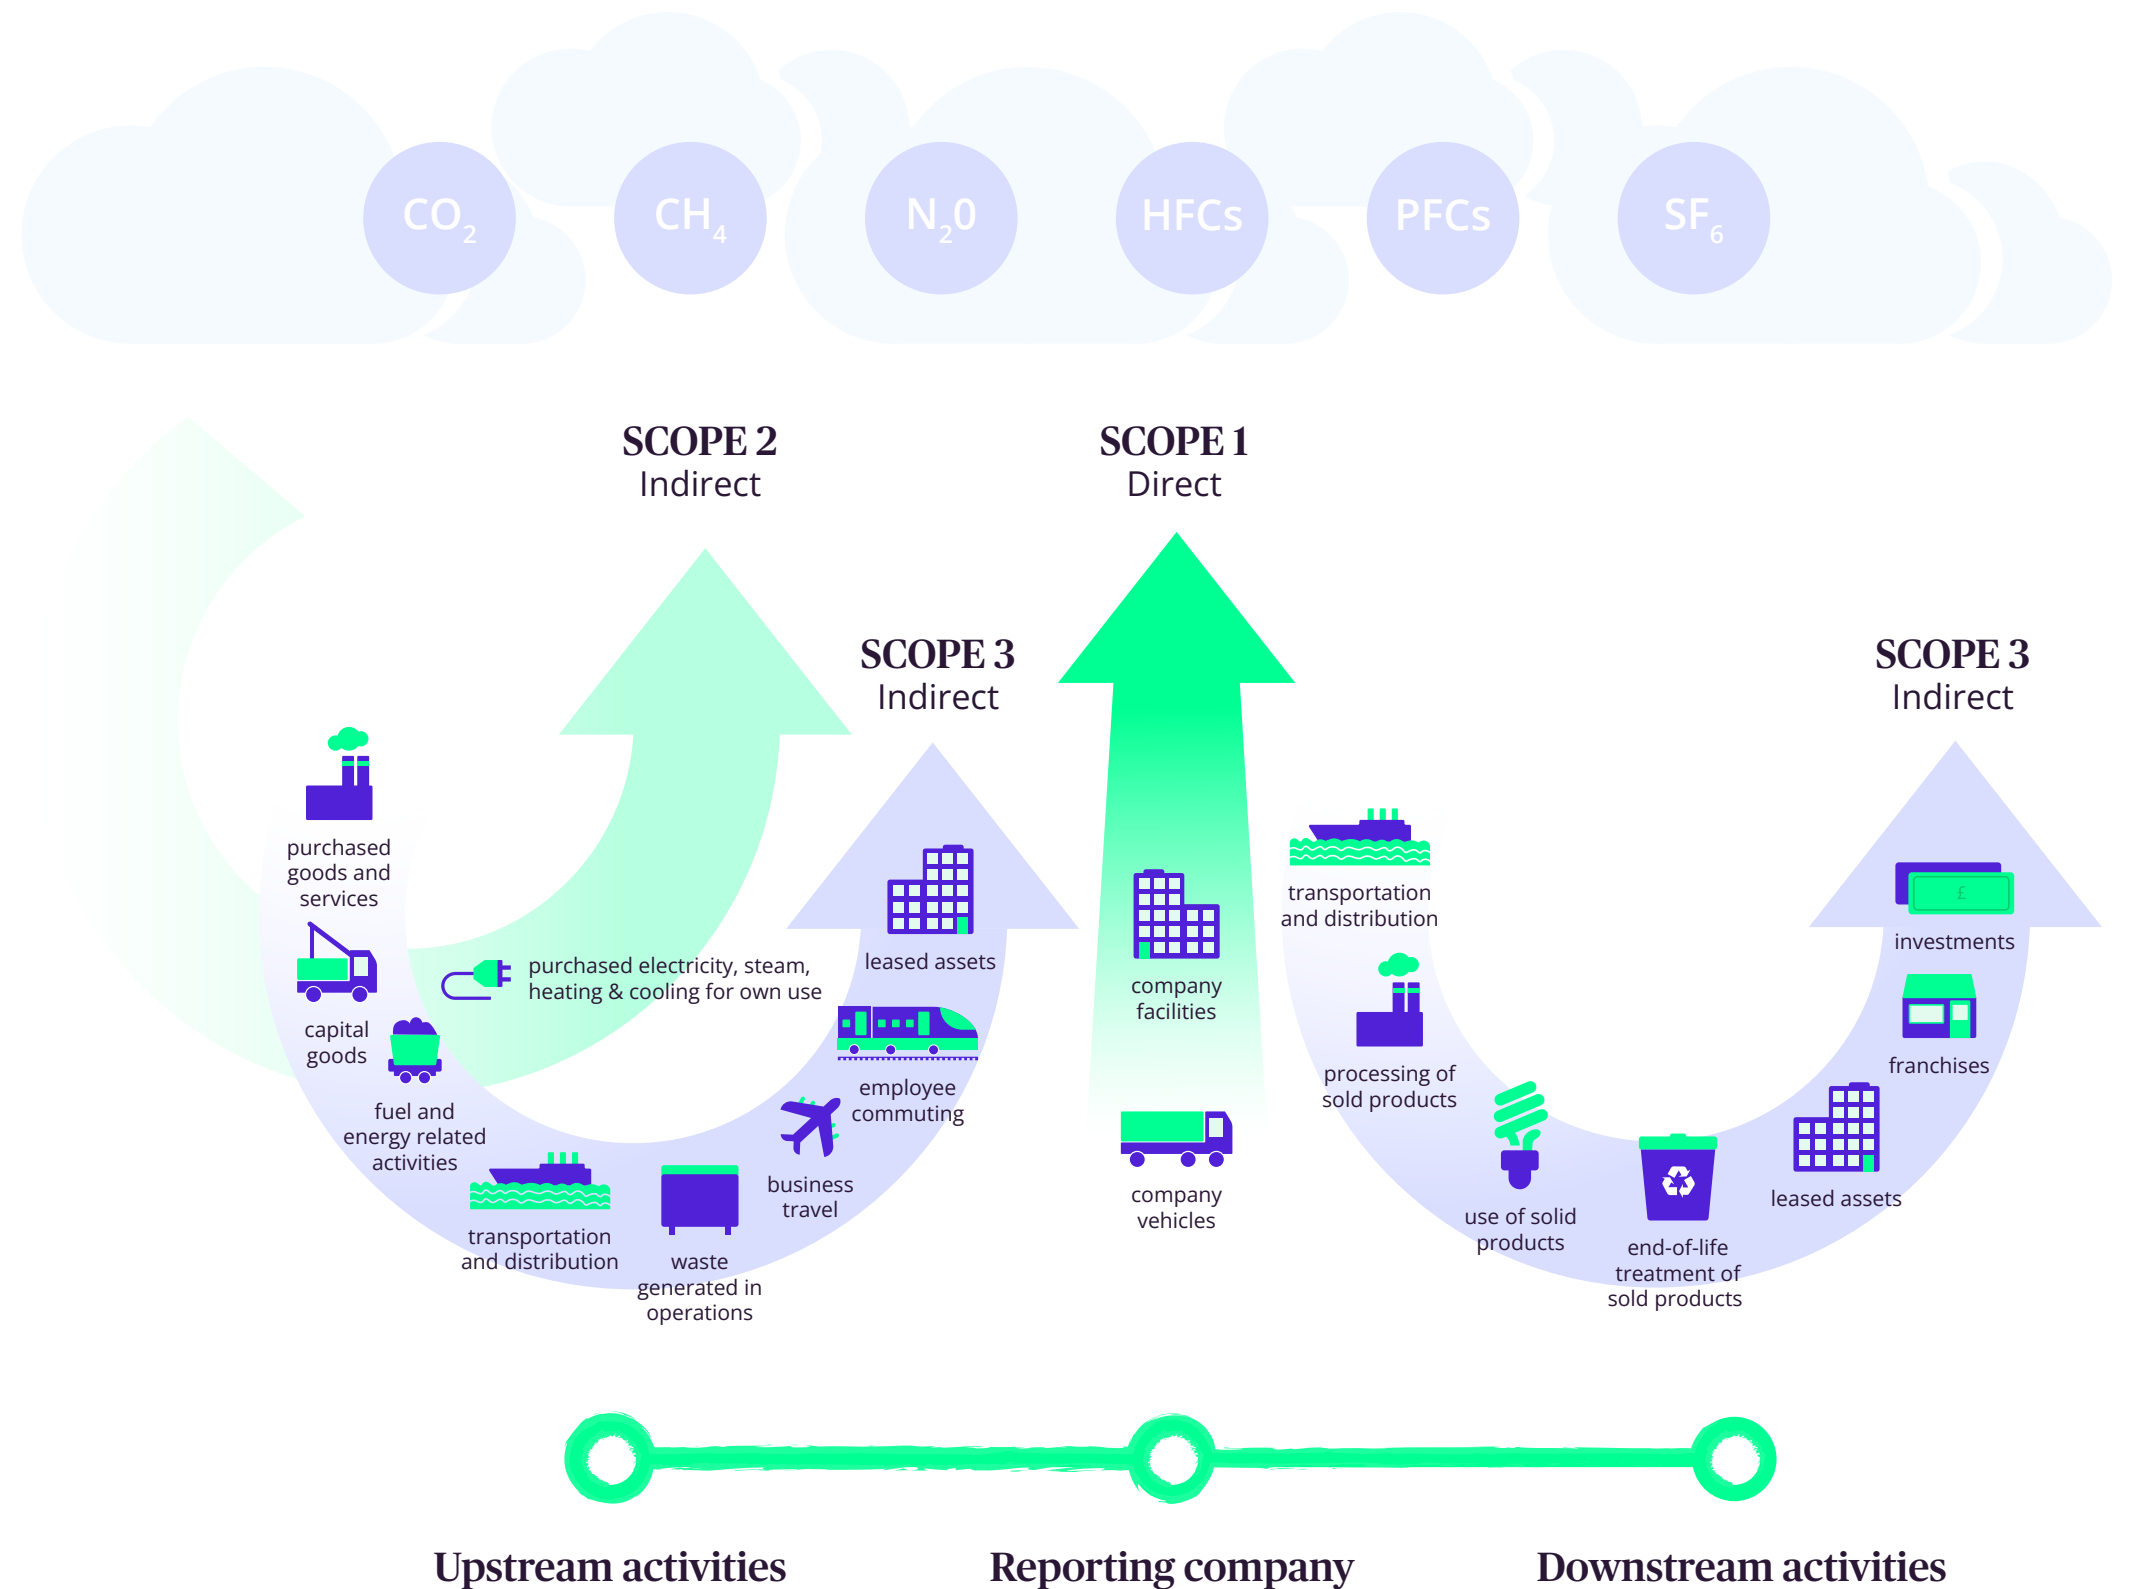 CO2
CH4
N20
HFCs
PFCs
SF6
SCOPE 2
Indirect
SCOPE 1
Direct
SCOPE 3
Indirect
SCOPE 3
Indirect
purchased
goods and
services
capital
goods
fuel and
energy related
activities
purchased electricity, steam,
heating & cooling for own use
transportation
and distribution
waste
generated in
operations
business
travel
employee
commuting
leased assets
company
facilities
company
vehicles
transportation
and distribution
processing of
sold products
use of solid
products
end-of-life
treatment of
sold products
leased assets
franchises
£
investments
Upstream activities
Reporting company
Downstream activities